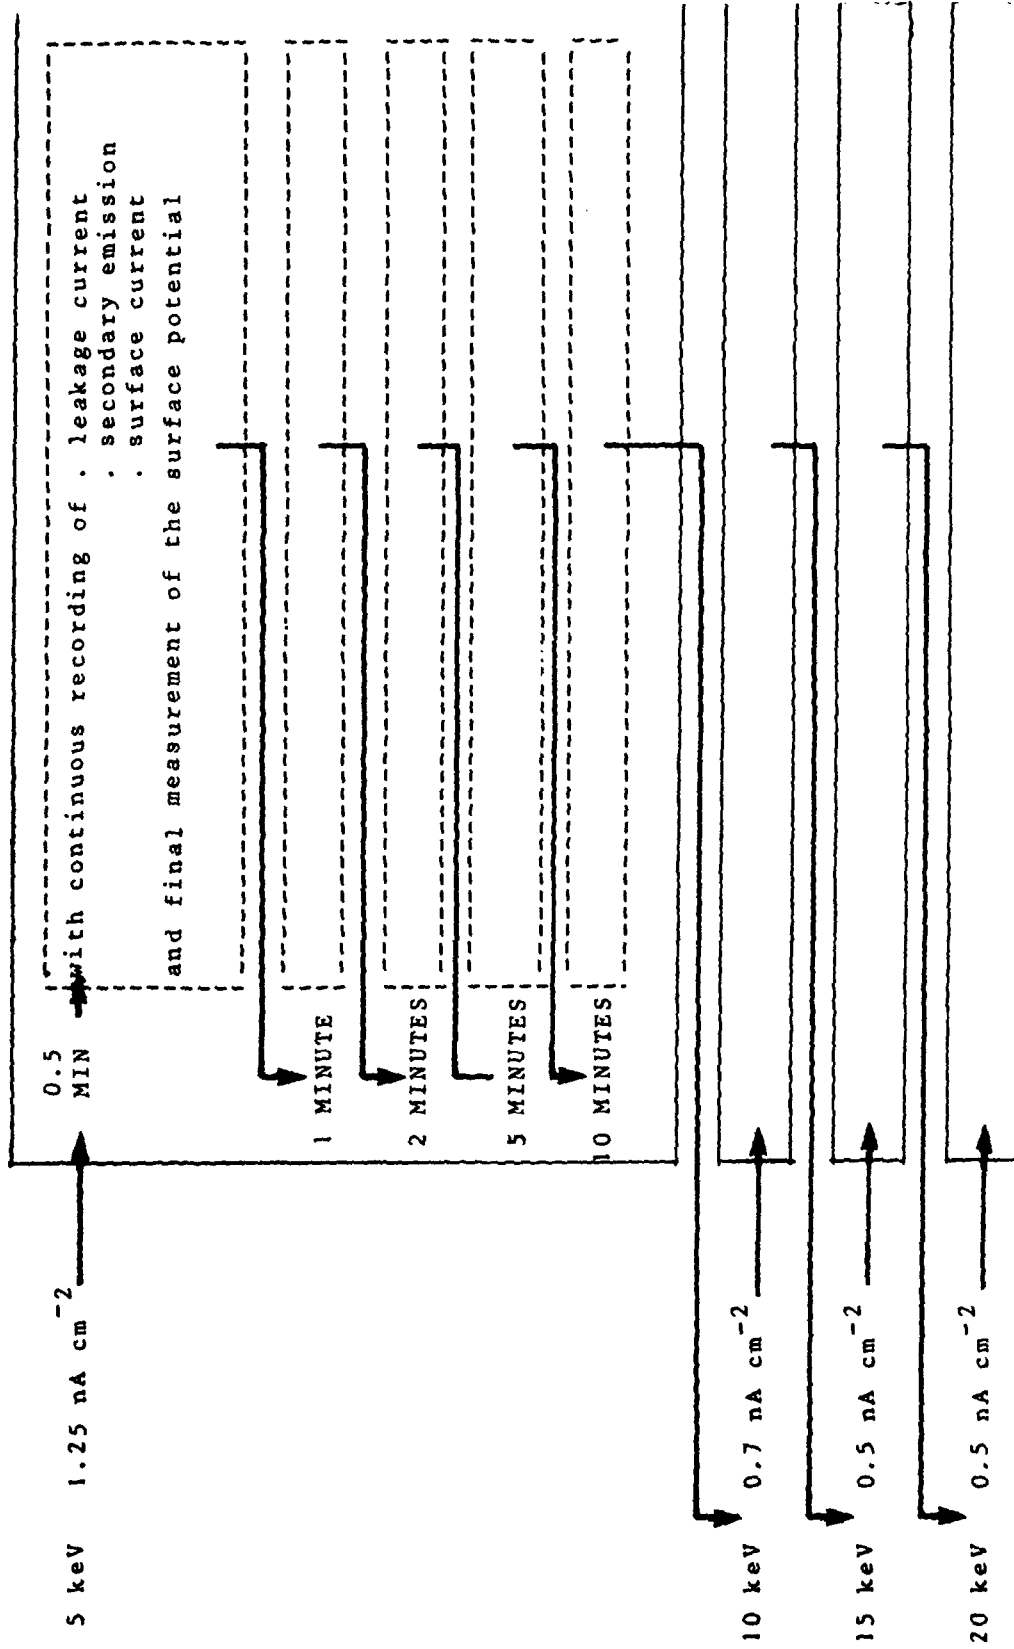 5 keV 1.25 nA cm-2
0.5
MIN
with continuous recording of . leakage current
. secondary emission
. surface current
and final measurement of the surface potential
1 MINUTE
2 MINUTES
5 MINUTES
10 MINUTES
10 keV 0.7 nA cm-2
15 keV 0.5 nA cm-2
20 keV 0.5 nA cm-2